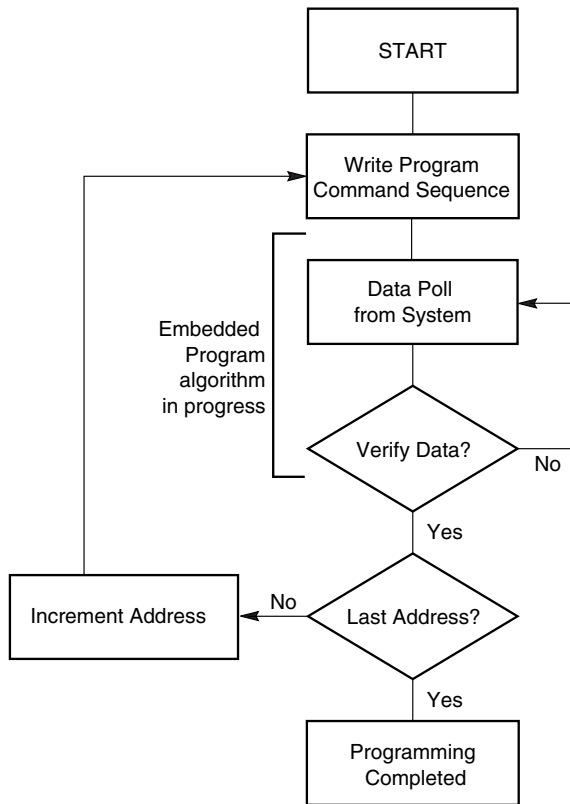 START
Write Program
Command Sequence
Data Poll
from System
Embedded
Program
algorithm
in progress
Verify Data?
No
Yes
Increment Address
No
Last Address?
Yes
Programming
Completed